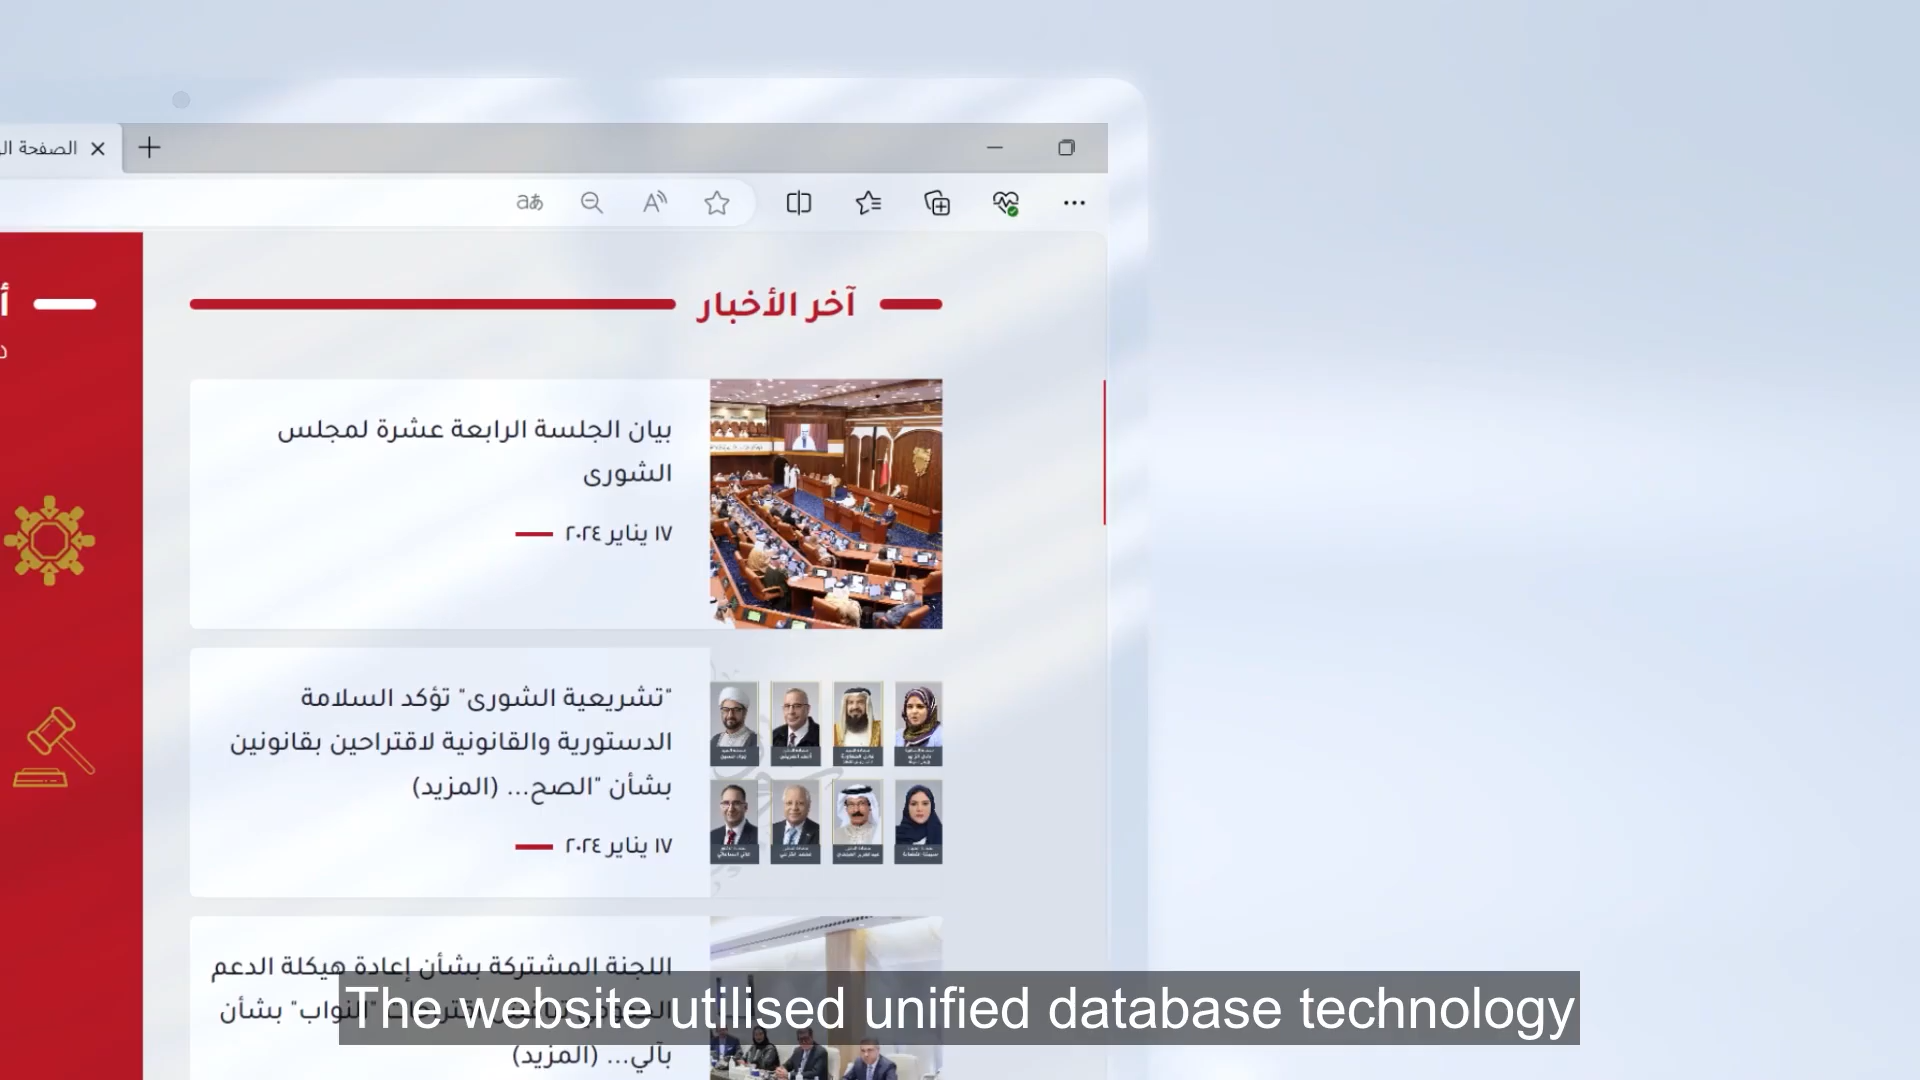 الصفحة
آخر الأخبار
بيان الجلسة الرابعة عشرة لمجلس
الشورى
١٧ يناير ٢٠٢٤
"تشريعية الشورى" تؤكد السلامة
الدستورية والقانونية لاقتراحين بقانونين
بشأن "الصح... (المزيد)
١٧ يناير ٢٠٢٤
اللجنة المشتركة بشأن إعادة هيكلة الدعم
"النواب" بشأن
بآلي... (المزيد)
The website utilised unified database technology